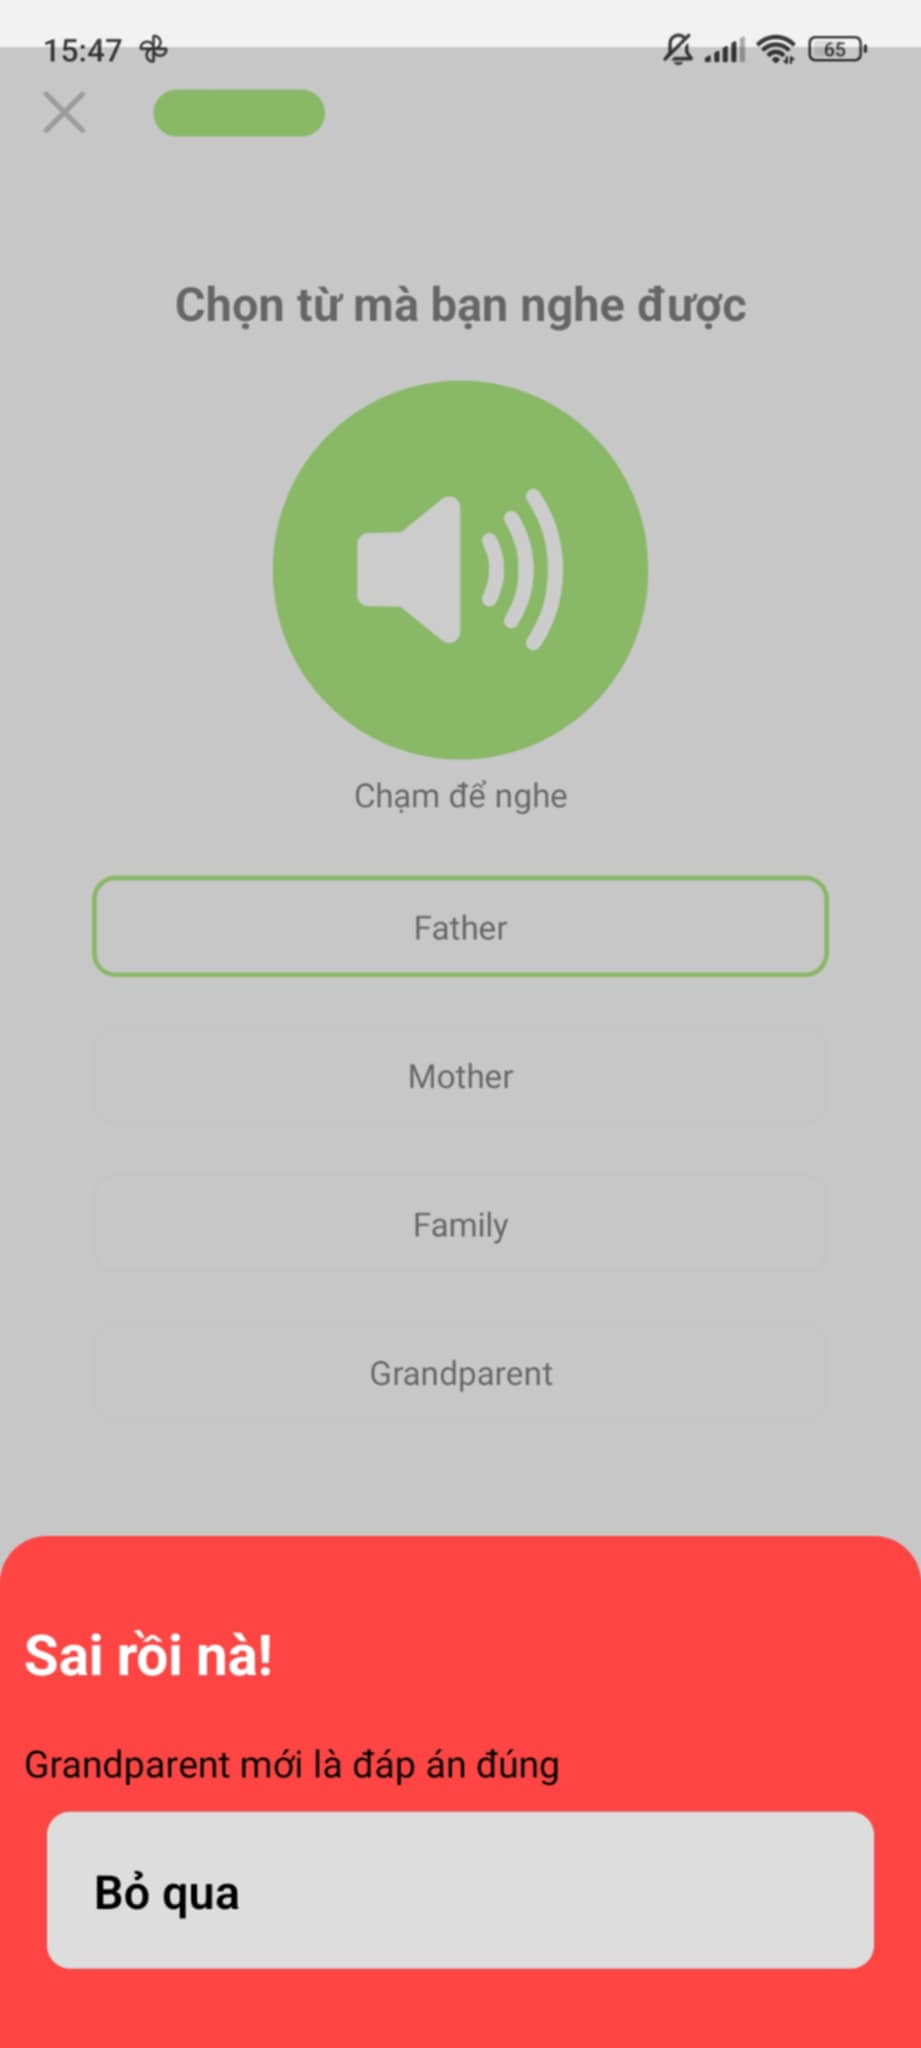 15:47
65
Chọn từ mà bạn nghe được
Chạm để nghe
Father
Mother
Family
Grandparent
Sai rồi nà!
Grandparent mới là đáp án đúng
Bỏ qua